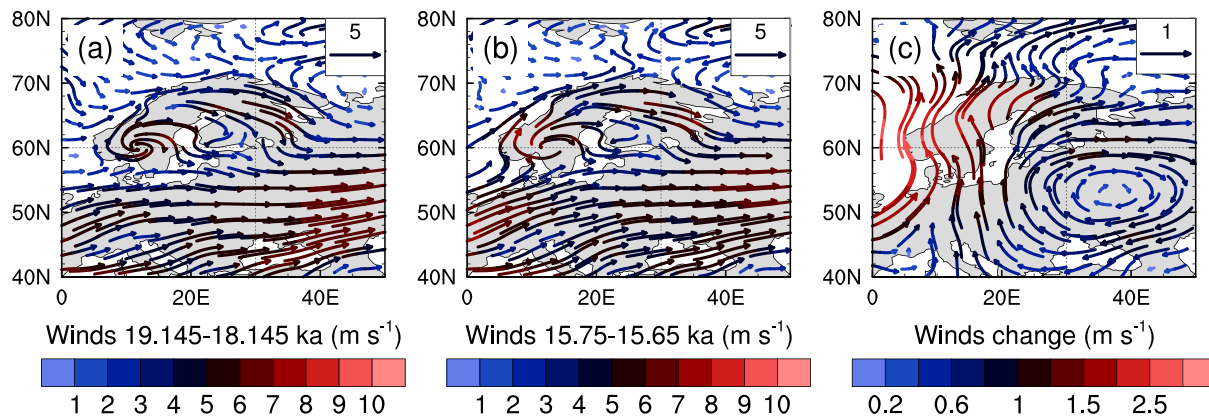 80N
70N
60N
50N
40N
(a)
5
0
20E
40E
Winds 19.145-18.145 ka (m s⁻¹)
1 2 3 4 5 6 7 8 9 10
80N
70N
60N
50N
40N
(b)
5
0
20E
40E
Winds 15.75-15.65 ka (m s⁻¹)
1 2 3 4 5 6 7 8 9 10
80N
70N
60N
50N
40N
(c)
1
0
20E
40E
Winds change (m s⁻¹)
0.2 0.6 1 1.5 2.5